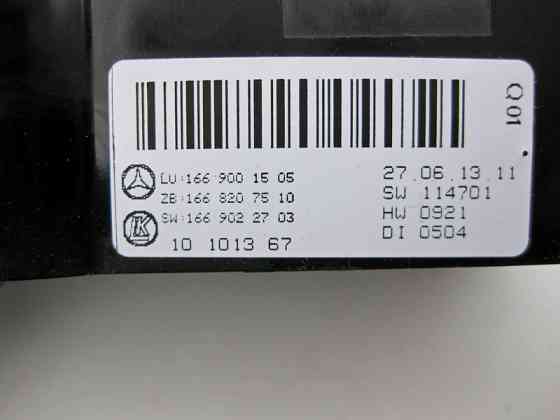 LU:166 900 15 05
ZB:166 820 75 10
SW:166 902 27 03
10 1013 67
27.06.13.11
SW 114701
HW 0921
DI 0504
Q01
K